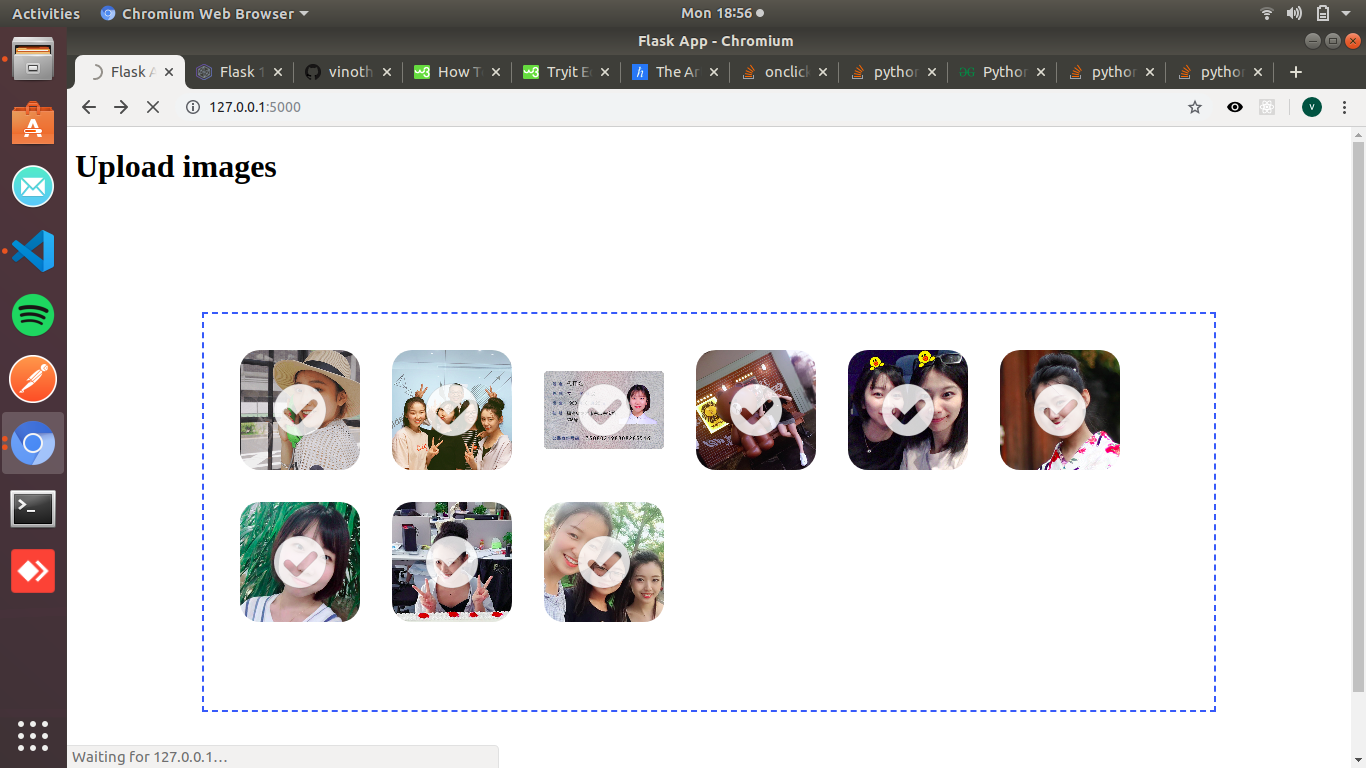 Activities Chromium Web Browser Mon 18:56
Flask App - Chromium
Flask A Flask 1 vinoth How T Tryit E The Ar onclick python Python python python
127.0.0.1:5000
Upload images
Waiting for 127.0.0.1…